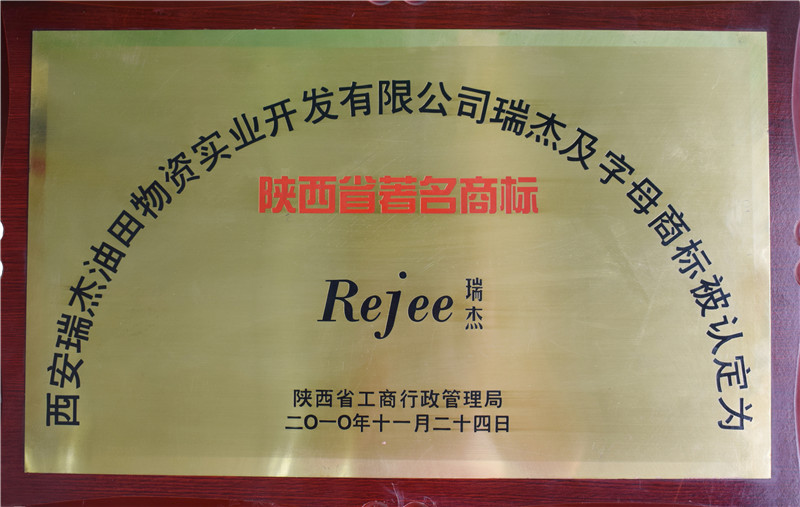 西安瑞杰油田物资实业开发有限公司瑞杰及字母商标被认定为
陕西省著名商标
Rejee 瑞杰
陕西省工商行政管理局
二〇一〇年十一月二十四日